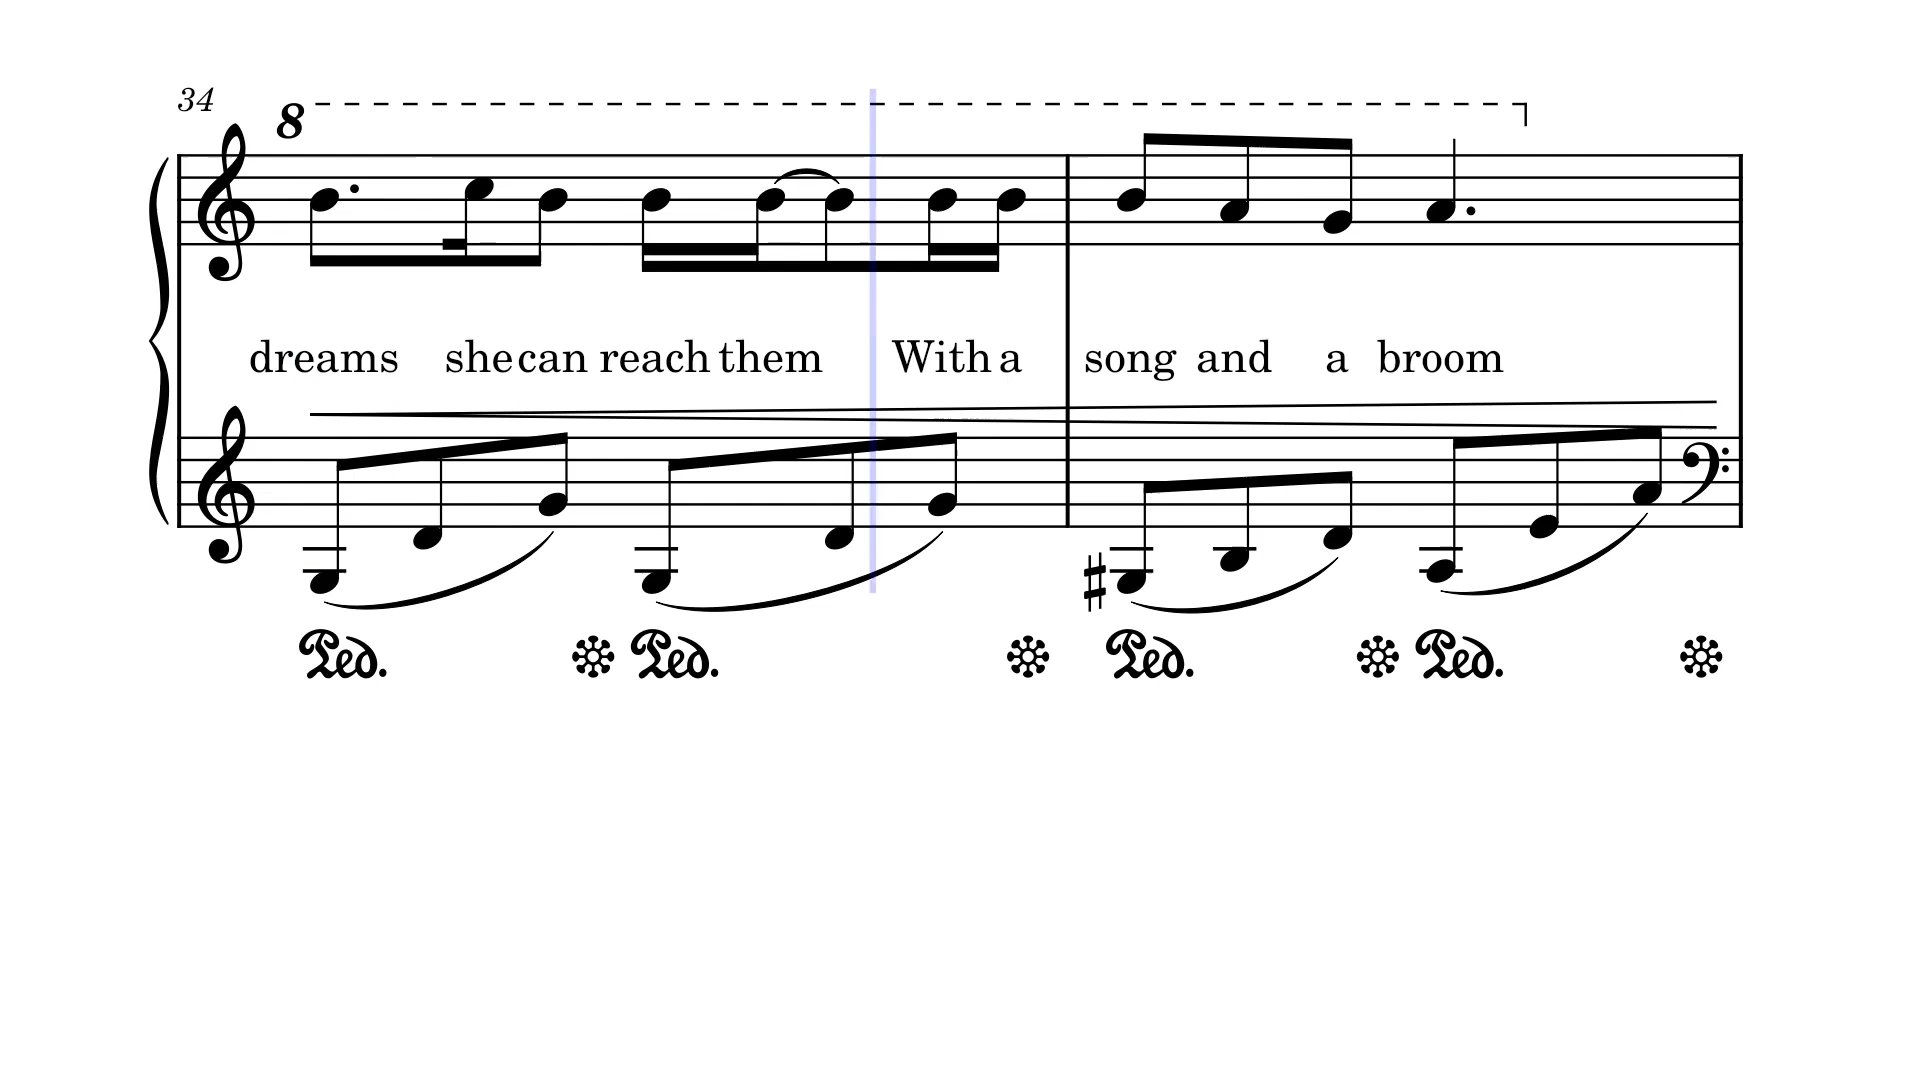 34
8
dreams she can reach them With a song and a broom
Ped. Ped. Ped. Ped.